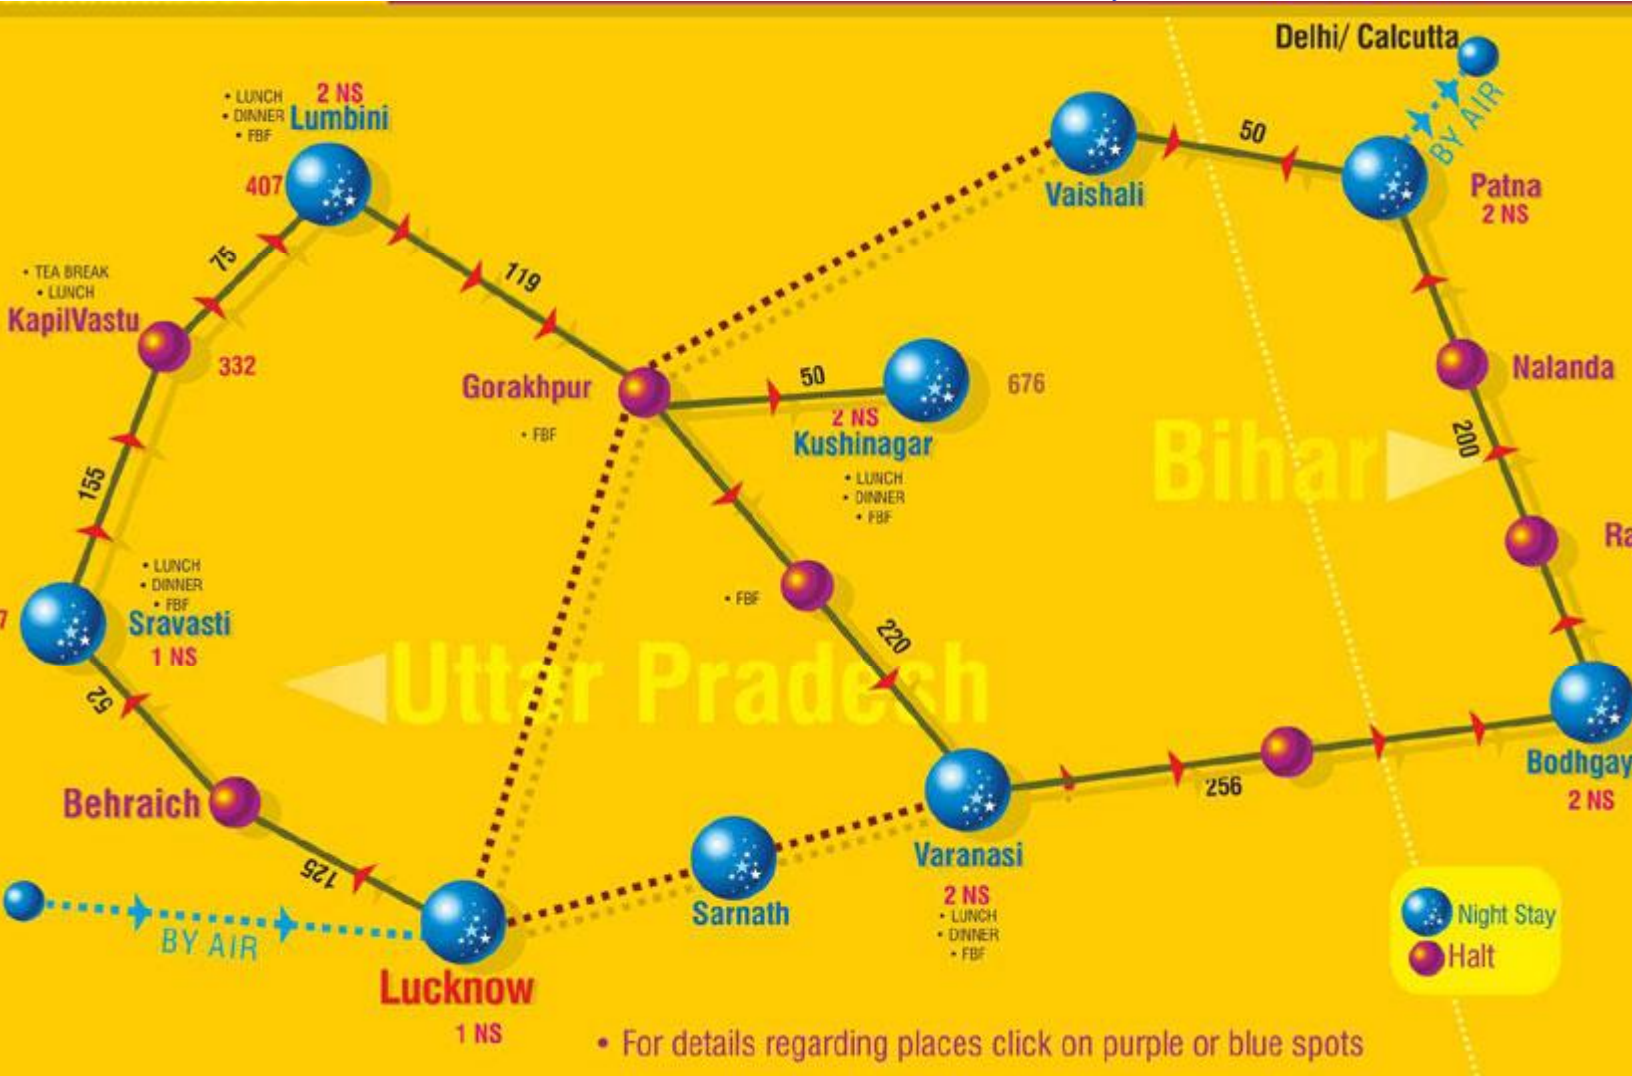 Delhi/ Calcutta
BY AIR
2 NS
Lumbini
• LUNCH
• DINNER
• FBF
407
75
119
50
Vaishali
Patna
2 NS
• TEA BREAK
• LUNCH
KapilVastu
332
Gorakhpur
• FBF
50
2 NS
Kushinagar
676
• LUNCH
• DINNER
• FBF
Nalanda
Bihar
200
155
• LUNCH
• DINNER
• FBF
Sravasti
1 NS
7
Ra
• FBF
220
Uttar Pradesh
52
Behraich
125
BY AIR
Lucknow
1 NS
Sarnath
Varanasi
2 NS
• LUNCH
• DINNER
• FBF
256
Bodhgay
2 NS
Night Stay
Halt
• For details regarding places click on purple or blue spots